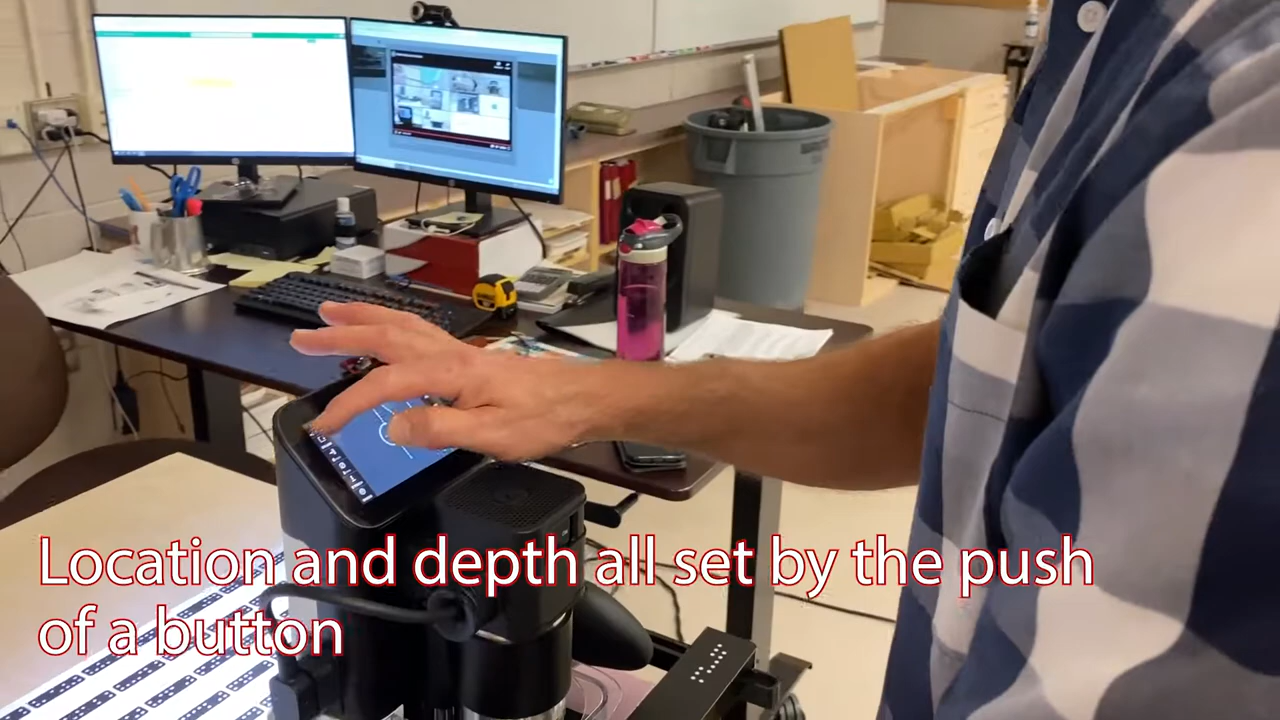 Location and depth all set by the push
of a button